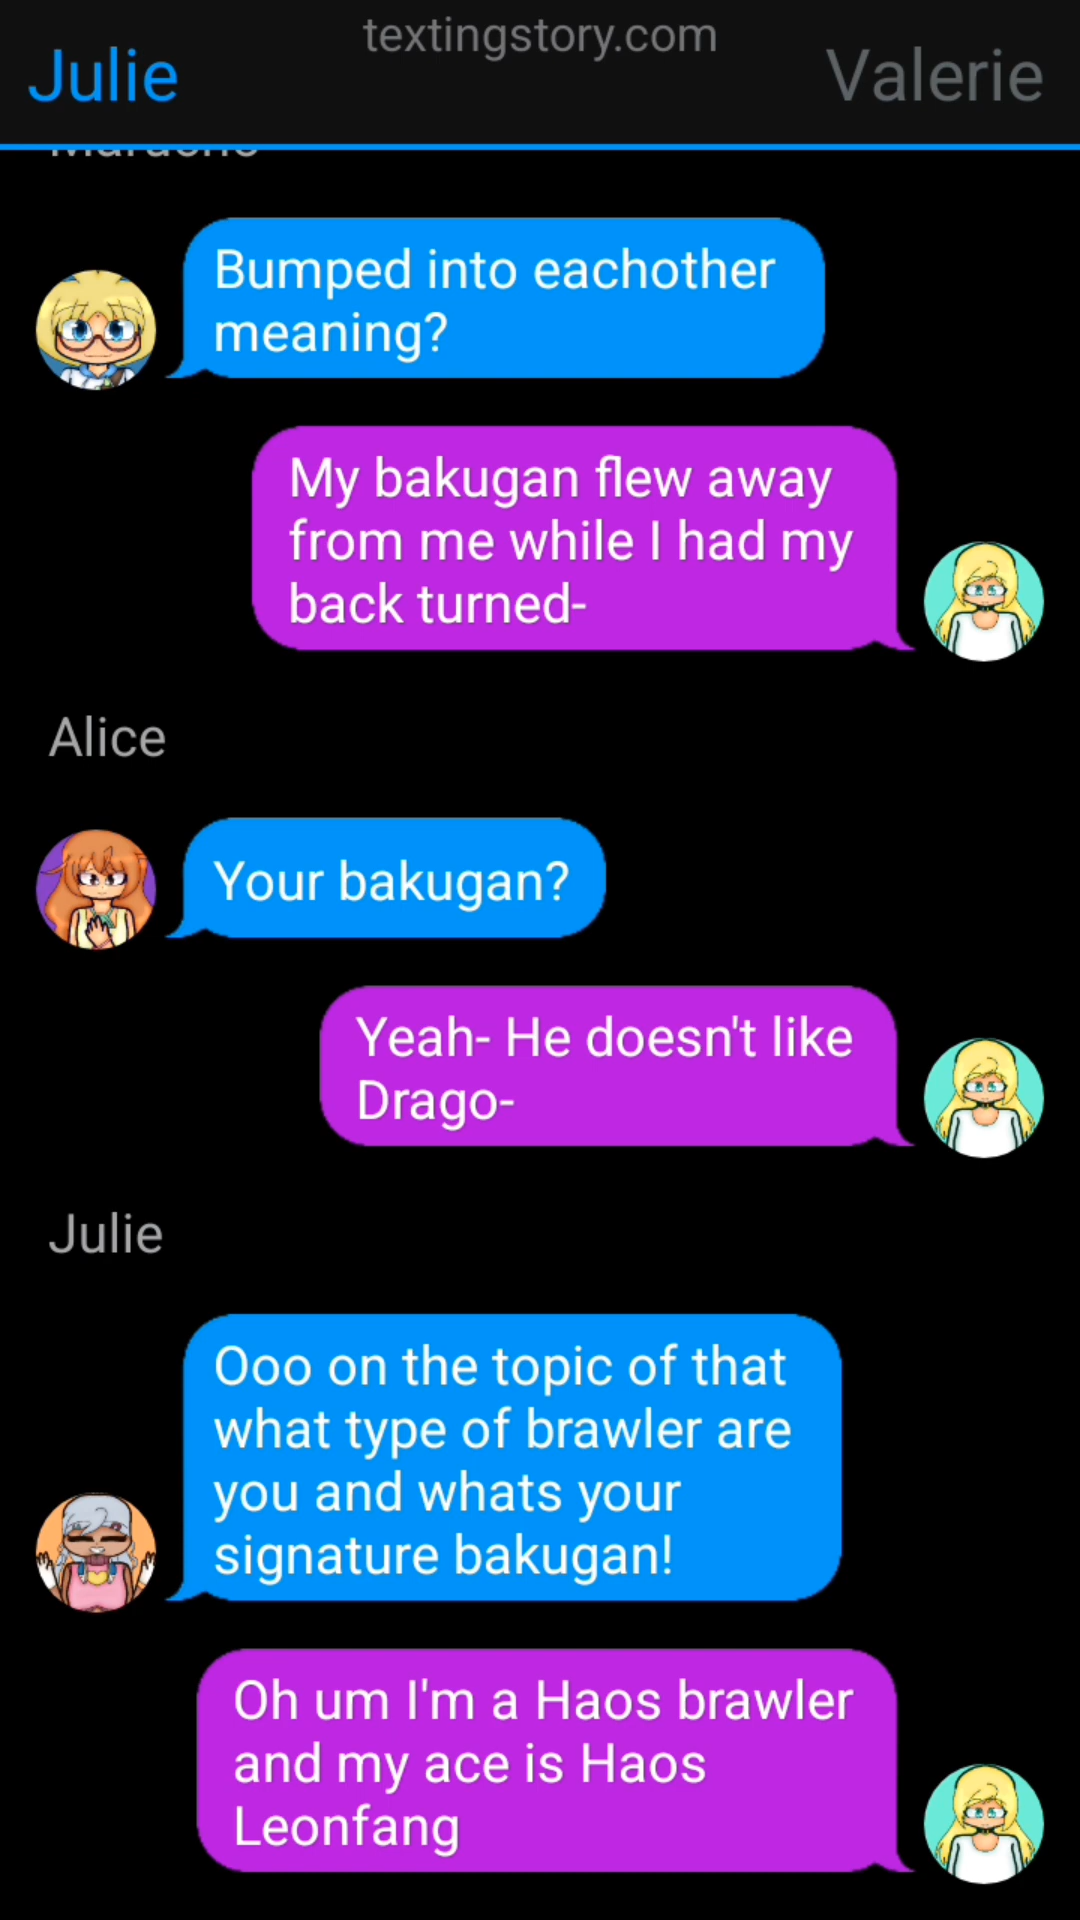 textingstory.com
Julie
Valerie
Bumped into eachother
meaning?
My bakugan flew away
from me while I had my
back turned-
Alice
Your bakugan?
Yeah- He doesn't like
Drago-
Julie
Ooo on the topic of that
what type of brawler are
you and whats your
signature bakugan!
Oh um I'm a Haos brawler
and my ace is Haos
Leonfang